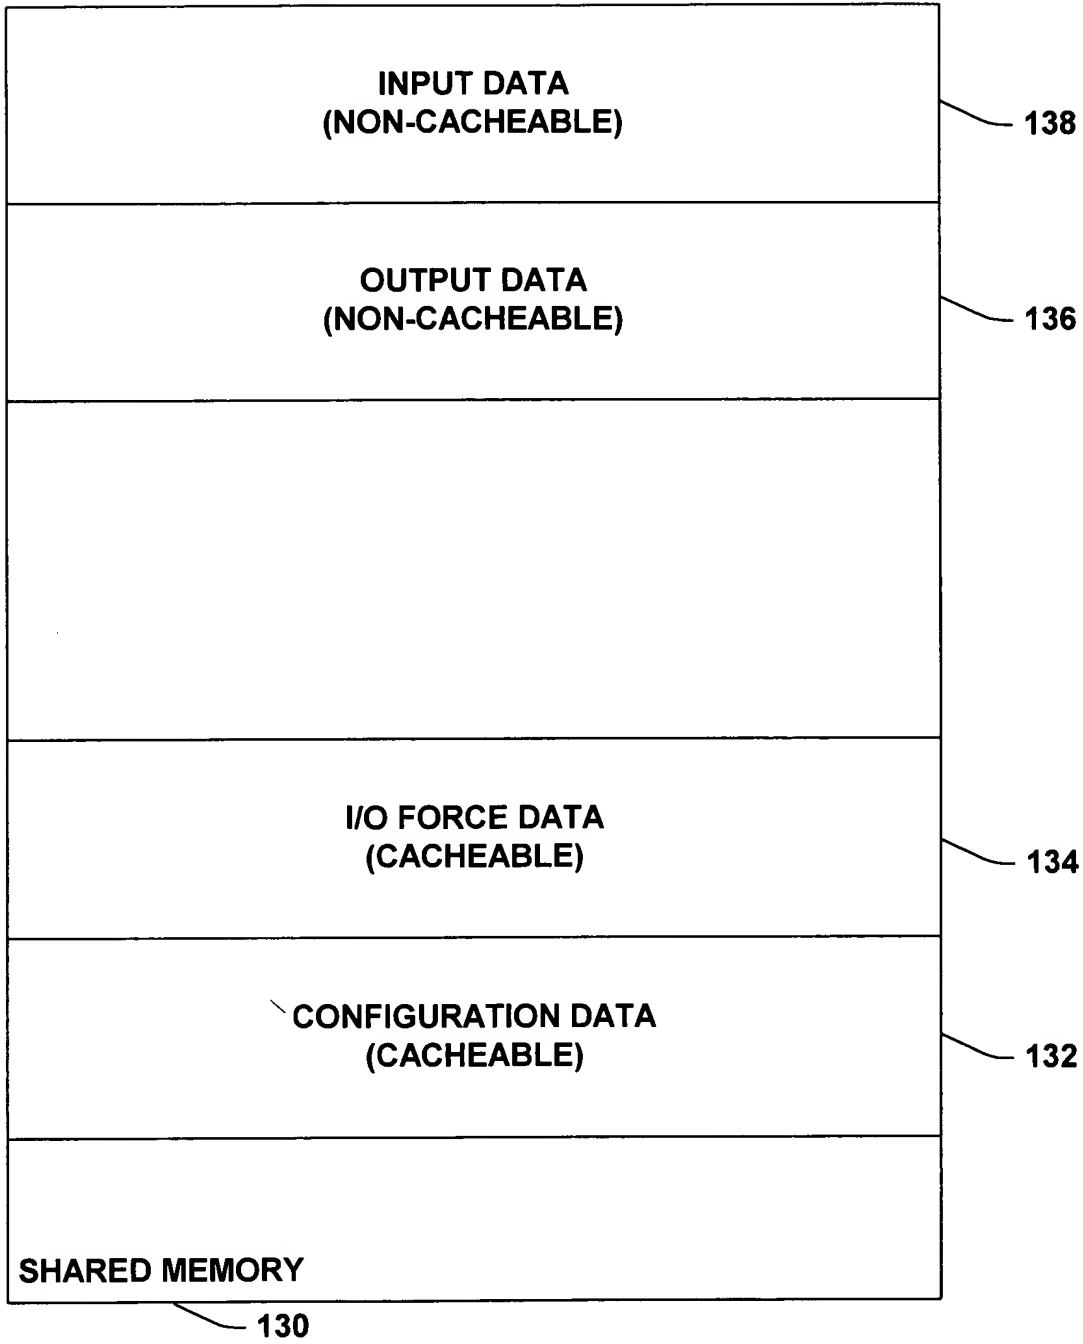 INPUT DATA
(NON-CACHEABLE)
138
OUTPUT DATA
(NON-CACHEABLE)
136
I/O FORCE DATA
(CACHEABLE)
134
CONFIGURATION DATA
(CACHEABLE)
132
SHARED MEMORY
130